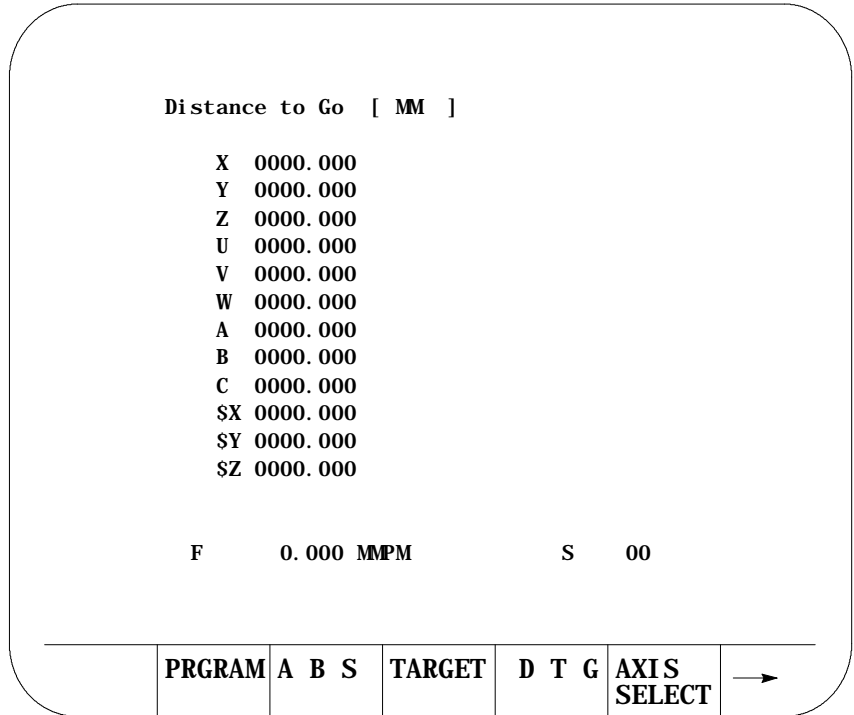 Distance to Go [ MM ]
X 0000.000
Y 0000.000
Z 0000.000
U 0000.000
V 0000.000
W 0000.000
A 0000.000
B 0000.000
C 0000.000
$X 0000.000
$Y 0000.000
$Z 0000.000
F 0.000 MMPM S 00
PRGRAM A B S TARGET D T G AXIS
SELECT